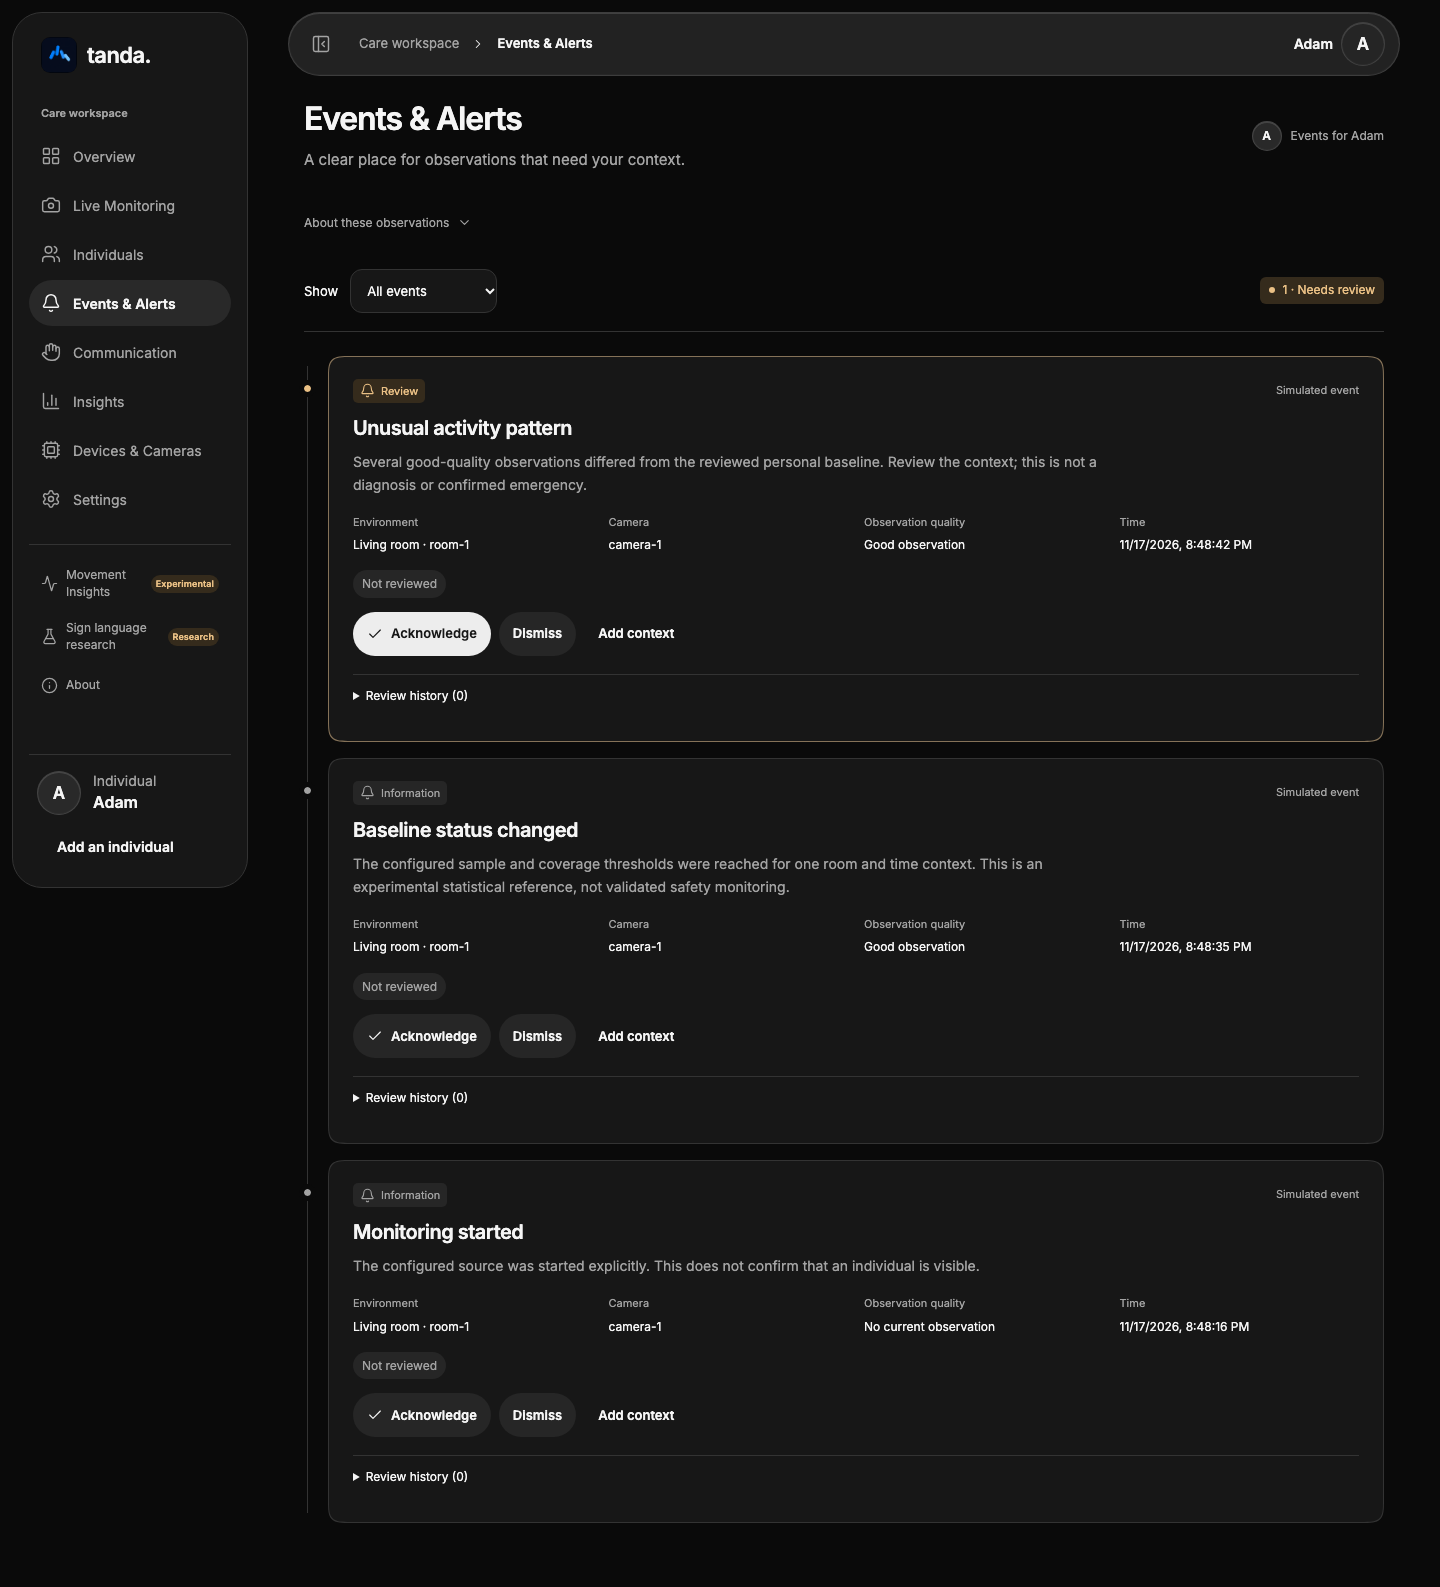 tanda.
Care workspace
Overview
Live Monitoring
Individuals
Events & Alerts
Communication
Insights
Devices & Cameras
Settings
Movement
Insights
Experimental
Sign language
research
Research
About
A
Individual
Adam
Add an individual
Care workspace
Events & Alerts
Adam
A
Events & Alerts
A clear place for observations that need your context.
A
Events for Adam
About these observations
Show
All events
1 · Needs review
Review
Simulated event
Unusual activity pattern
Several good-quality observations differed from the reviewed personal baseline. Review the context; this is not a
diagnosis or confirmed emergency.
Environment
Camera
Observation quality
Time
Living room · room-1
camera-1
Good observation
11/17/2026, 8:48:42 PM
Not reviewed
Acknowledge
Dismiss
Add context
Review history (0)
Information
Simulated event
Baseline status changed
The configured sample and coverage thresholds were reached for one room and time context. This is an
experimental statistical reference, not validated safety monitoring.
Environment
Camera
Observation quality
Time
Living room · room-1
camera-1
Good observation
11/17/2026, 8:48:35 PM
Not reviewed
Acknowledge
Dismiss
Add context
Review history (0)
Information
Simulated event
Monitoring started
The configured source was started explicitly. This does not confirm that an individual is visible.
Environment
Camera
Observation quality
Time
Living room · room-1
camera-1
No current observation
11/17/2026, 8:48:16 PM
Not reviewed
Acknowledge
Dismiss
Add context
Review history (0)